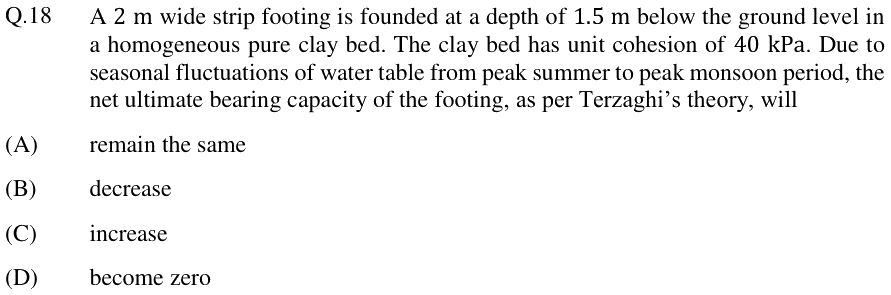 Q.18 A 2 m wide strip footing is founded at a depth of 1.5 m below the ground level in
a homogeneous pure clay bed. The clay bed has unit cohesion of 40 kPa. Due to
seasonal fluctuations of water table from peak summer to peak monsoon period, the
net ultimate bearing capacity of the footing, as per Terzaghi’s theory, will
(A) remain the same
(B) decrease
(C) increase
(D) become zero